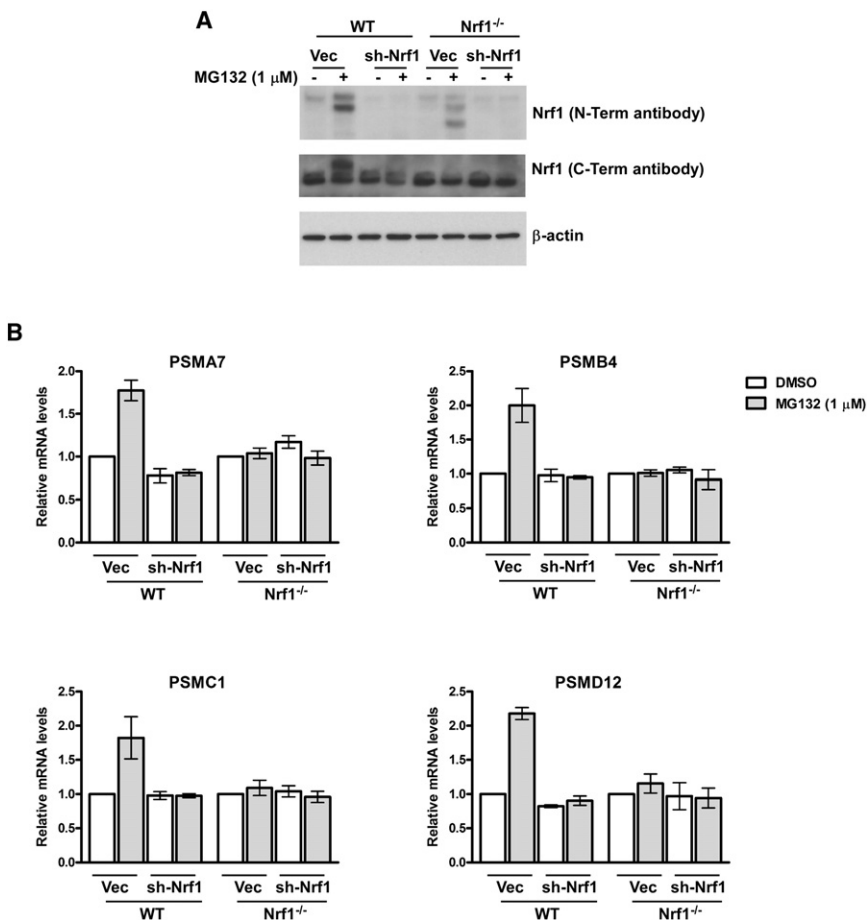 A
WT Nrf1-/-
Vec sh-Nrf1 Vec sh-Nrf1
MG132 (1 μM) - + - + - + - +
Nrf1 (N-Term antibody)
Nrf1 (C-Term antibody)
β-actin
B
PSMA7
Relative mRNA levels
2.0
1.5
1.0
0.5
0.0
Vec sh-Nrf1 Vec sh-Nrf1
WT Nrf1-/-
PSMB4
Relative mRNA levels
2.5
2.0
1.5
1.0
0.5
0.0
Vec sh-Nrf1 Vec sh-Nrf1
WT Nrf1-/-
DMSO
MG132 (1 μM)
PSMC1
Relative mRNA levels
2.5
2.0
1.5
1.0
0.5
0.0
Vec sh-Nrf1 Vec sh-Nrf1
WT Nrf1-/-
PSMD12
Relative mRNA levels
2.5
2.0
1.5
1.0
0.5
0.0
Vec sh-Nrf1 Vec sh-Nrf1
WT Nrf1-/-